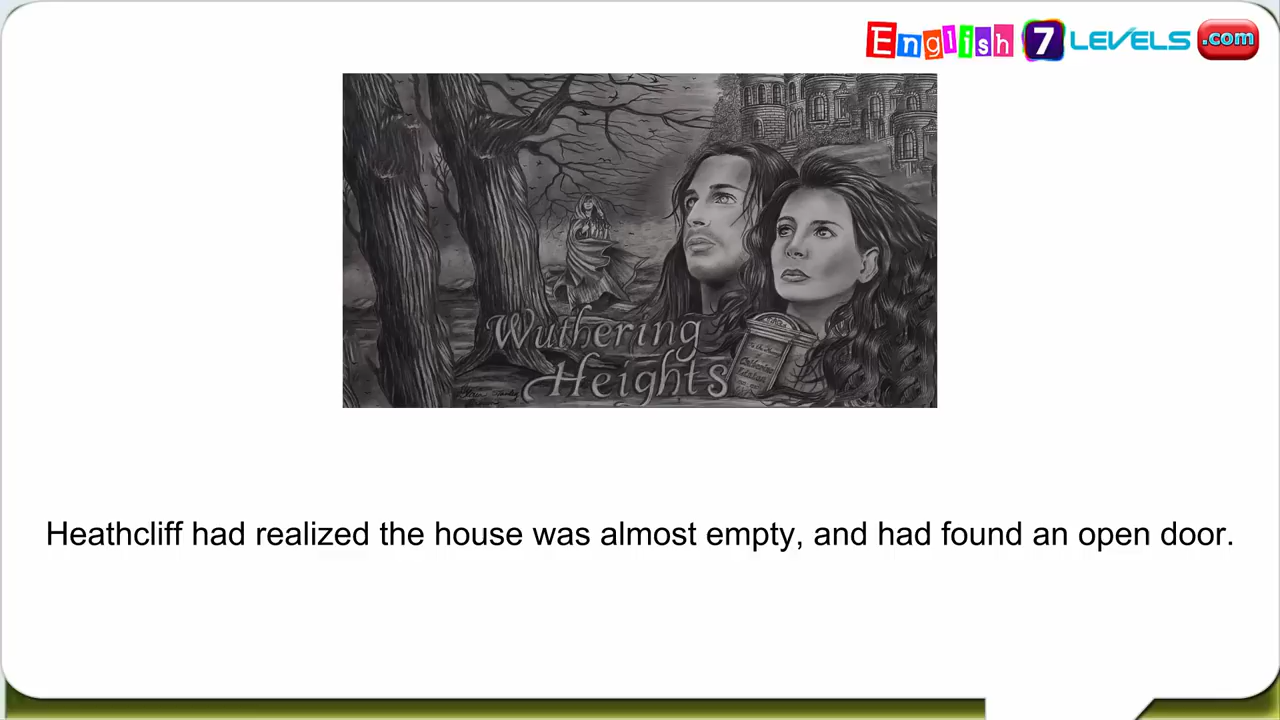 English 7 LEVELS .com
Wuthering
Heights
Heathcliff had realized the house was almost empty, and had found an open door.